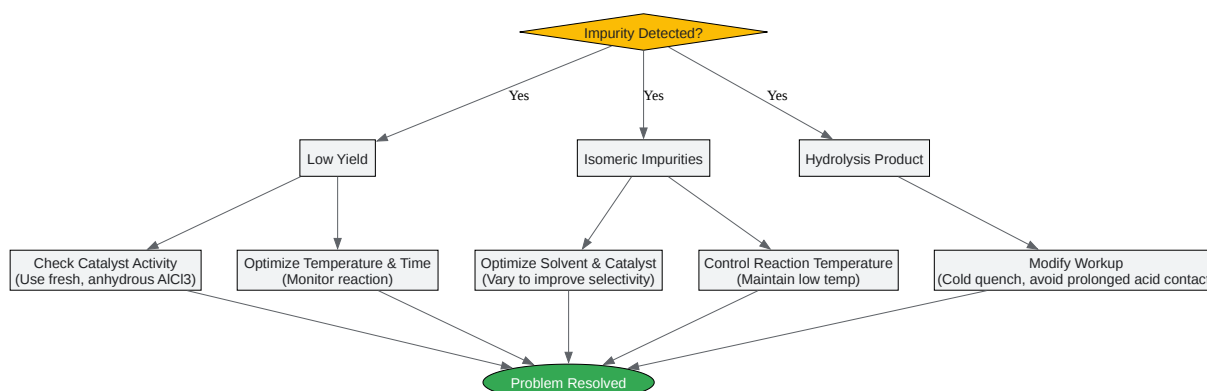 Impurity Detected?
Yes
Yes
Yes
Low Yield
Isomeric Impurities
Hydrolysis Product
Check Catalyst Activity
(Use fresh, anhydrous AlCl3)
Optimize Temperature & Time
(Monitor reaction)
Optimize Solvent & Catalyst
(Vary to improve selectivity)
Control Reaction Temperature
(Maintain low temp)
Modify Workup
(Cold quench, avoid prolonged acid contact
Problem Resolved